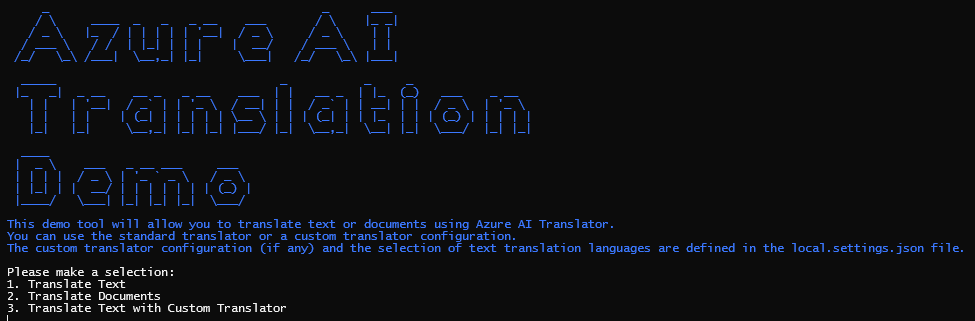 Azure AI
Translation
Demo
This demo tool will allow you to translate text or documents using Azure AI Translator.
You can use the standard translator or a custom translator configuration.
The custom translator configuration (if any) and the selection of text translation languages are defined in the local.settings.json file.
Please make a selection:
1. Translate Text
2. Translate Documents
3. Translate Text with Custom Translator